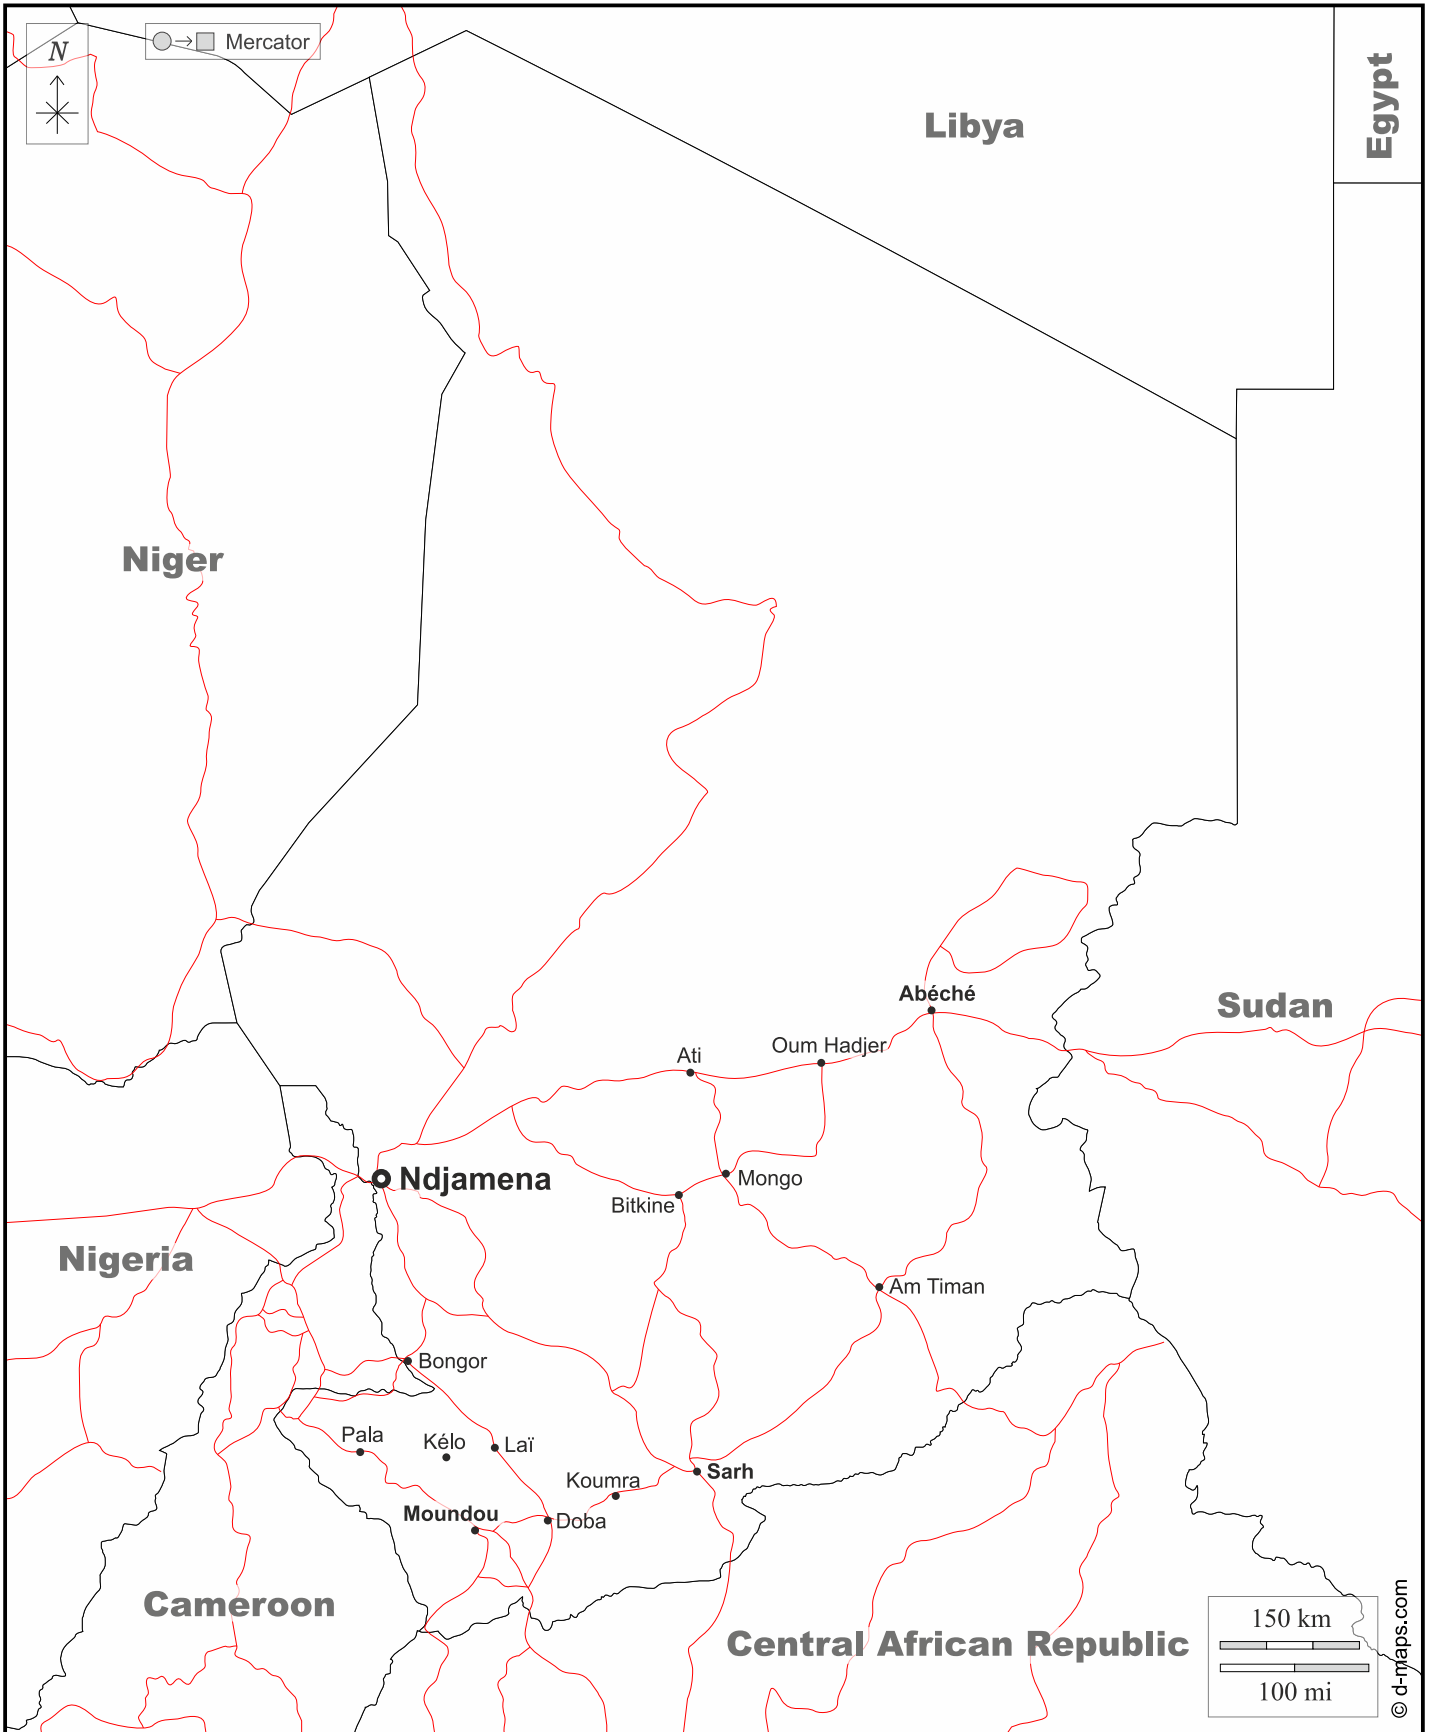 N
Mercator
Libya
Egypt
Niger
Abéché
Sudan
Ati
Oum Hadjer
Ndjamena
Mongo
Bitkine
Nigeria
Am Timan
Bongor
Pala
Kélo
Laï
Koumra
Sarh
Moundou
Doba
Cameroon
Central African Republic
150 km
100 mi
© d-maps.com